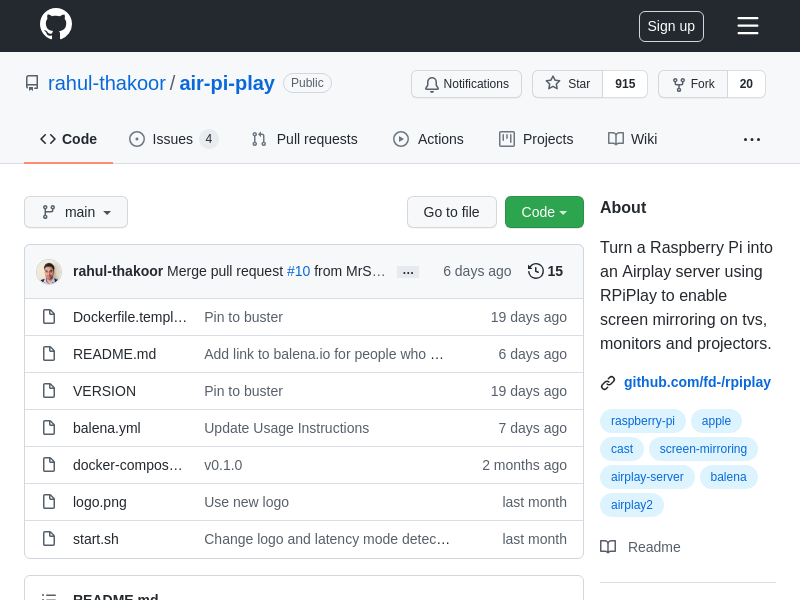 Sign up
rahul-thakoor / air-pi-play Public
Notifications Star 915 Fork 20
Code Issues 4 Pull requests Actions Projects Wiki ...
main Go to file Code
rahul-thakoor Merge pull request #10 from MrS… ... 6 days ago 15
Dockerfile.templ… Pin to buster 19 days ago
README.md Add link to balena.io for people who … 6 days ago
VERSION Pin to buster 19 days ago
balena.yml Update Usage Instructions 7 days ago
docker-compos… v0.1.0 2 months ago
logo.png Use new logo last month
start.sh Change logo and latency mode detec… last month
README.md
About
Turn a Raspberry Pi into
an Airplay server using
RPiPlay to enable
screen mirroring on tvs,
monitors and projectors.
github.com/fd-/rpiplay
raspberry-pi apple
cast screen-mirroring
airplay-server balena
airplay2
Readme